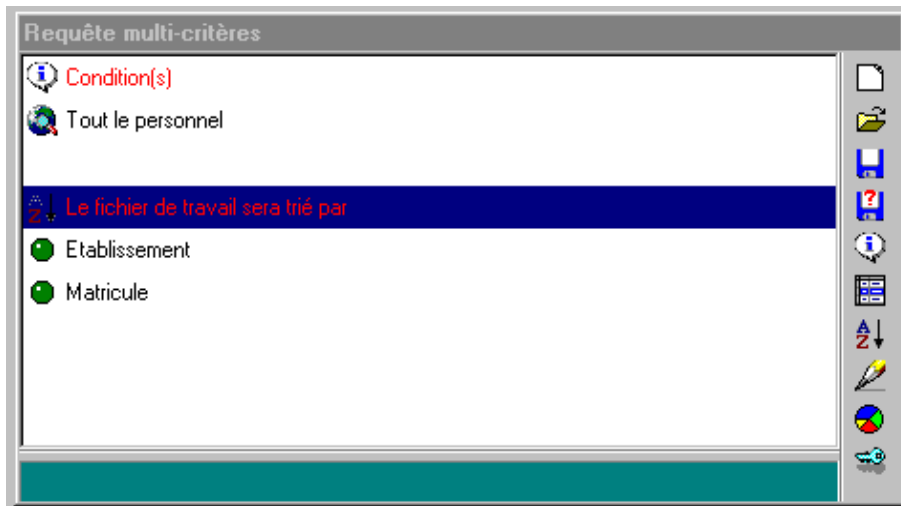 Requête multi-critères
Condition(s)
Tout le personnel
Le fichier de travail sera trié par
Etablissement
Matricule